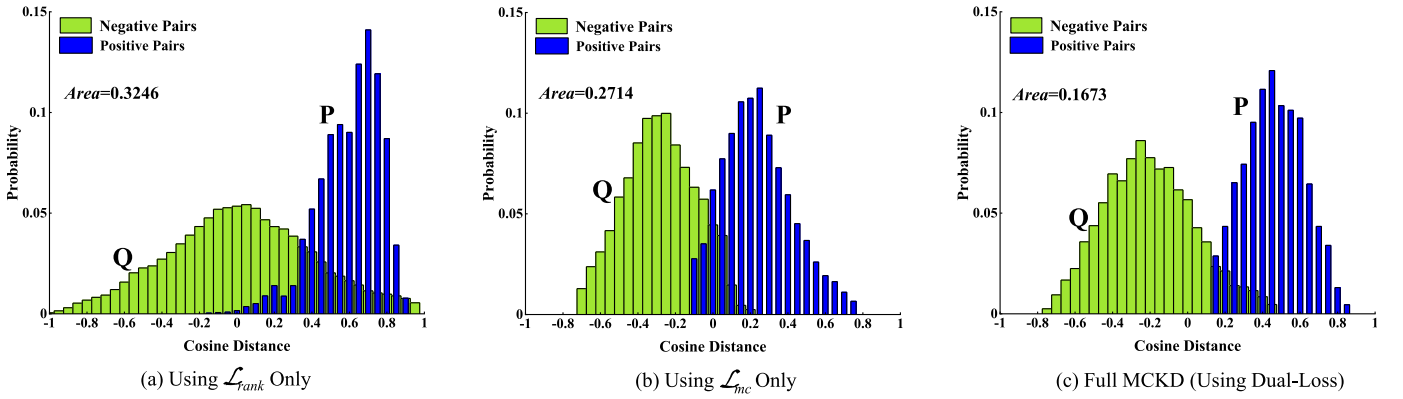 0.15
0.1
0.05
0
Probability
Negative Pairs
Positive Pairs
Area=0.3246
P
Q
-1 -0.8 -0.6 -0.4 -0.2 0 0.2 0.4 0.6 0.8 1
Cosine Distance
(a) Using ℒrank Only
0.15
0.1
0.05
0
Probability
Negative Pairs
Positive Pairs
Area=0.2714
P
Q
-1 -0.8 -0.6 -0.4 -0.2 0 0.2 0.4 0.6 0.8 1
Cosine Distance
(b) Using ℒmc Only
0.15
0.1
0.05
0
Probability
Negative Pairs
Positive Pairs
Area=0.1673
P
Q
-1 -0.8 -0.6 -0.4 -0.2 0 0.2 0.4 0.6 0.8 1
Cosine Distance
(c) Full MCKD (Using Dual-Loss)